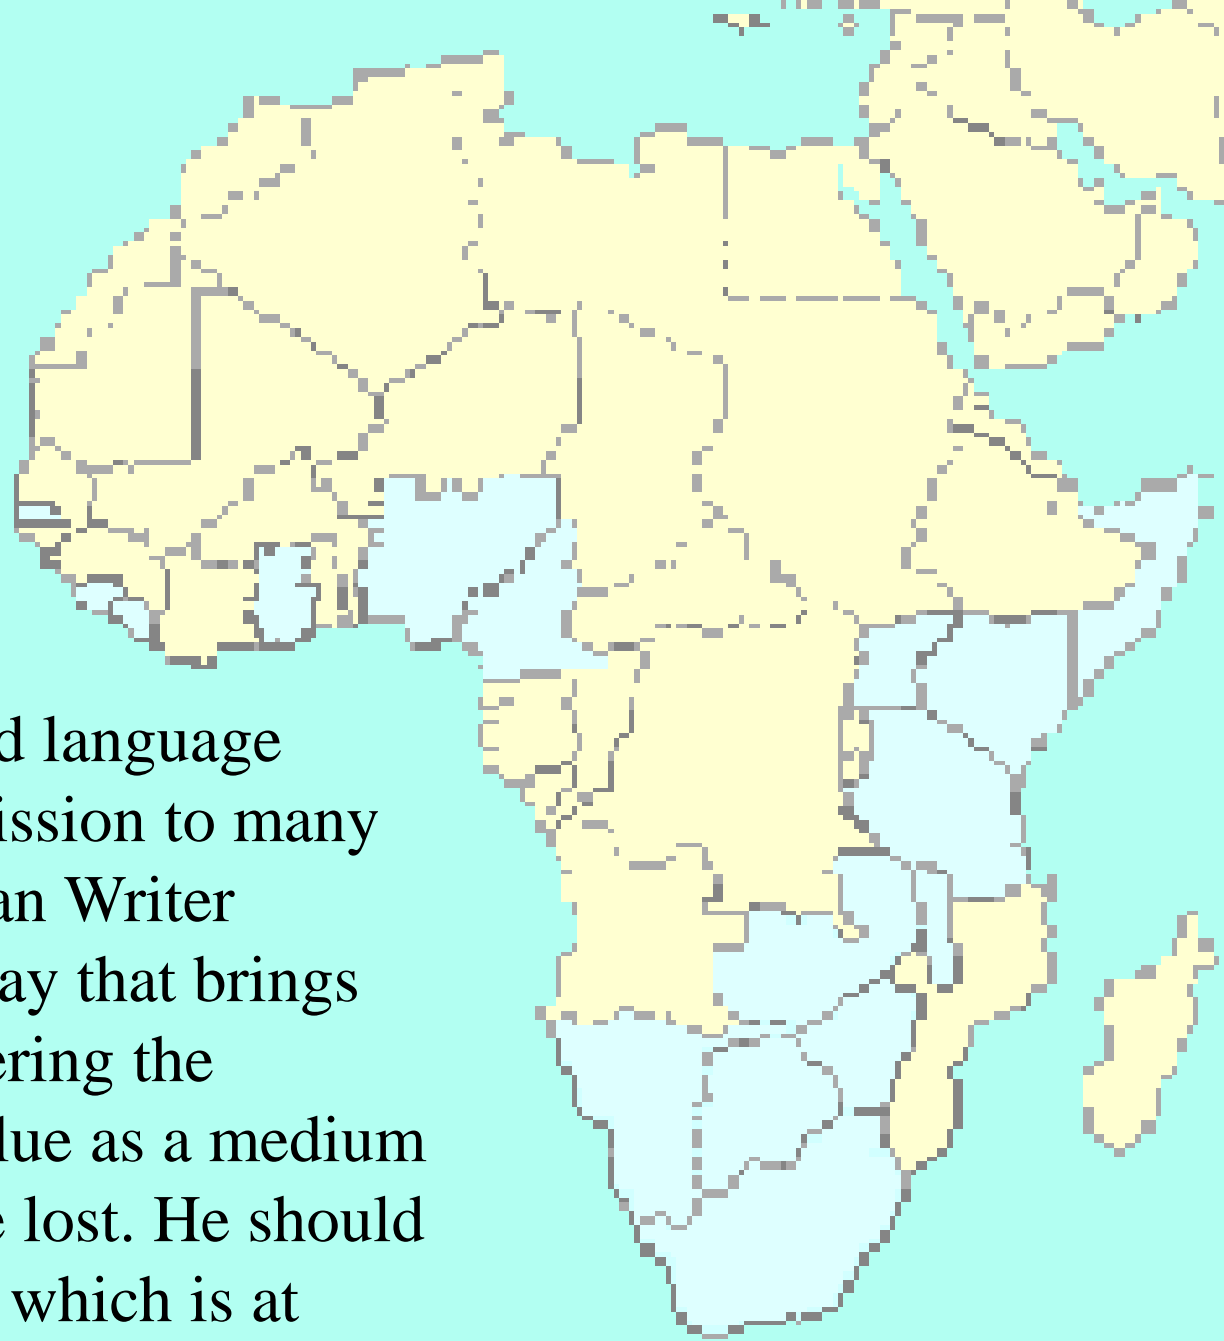 d language
ission to many
an Writer
ay that brings
ering the
lue as a medium
e lost. He should
which is at